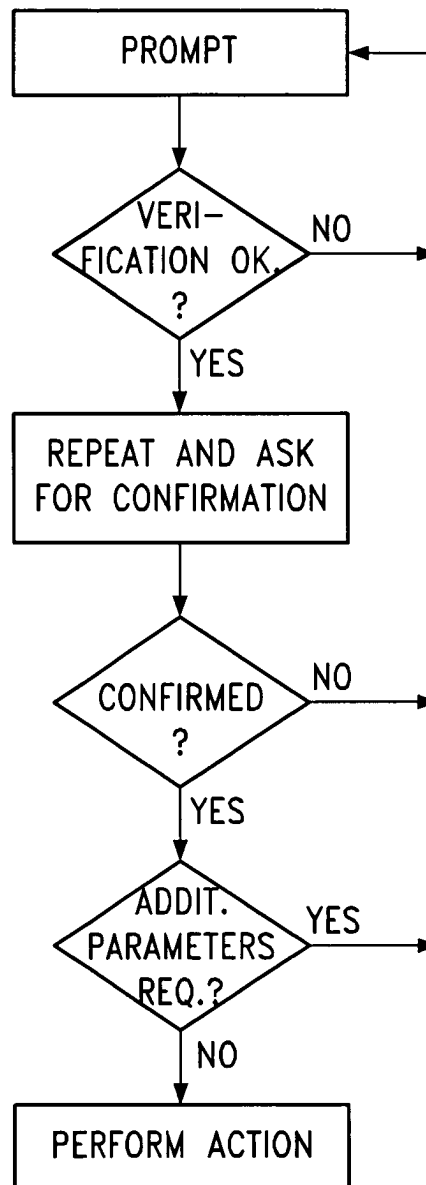 PROMPT
VERI-
FICATION OK.
?
NO
YES
REPEAT AND ASK
FOR CONFIRMATION
CONFIRMED
?
NO
YES
ADDIT.
PARAMETERS
REQ.?
YES
NO
PERFORM ACTION